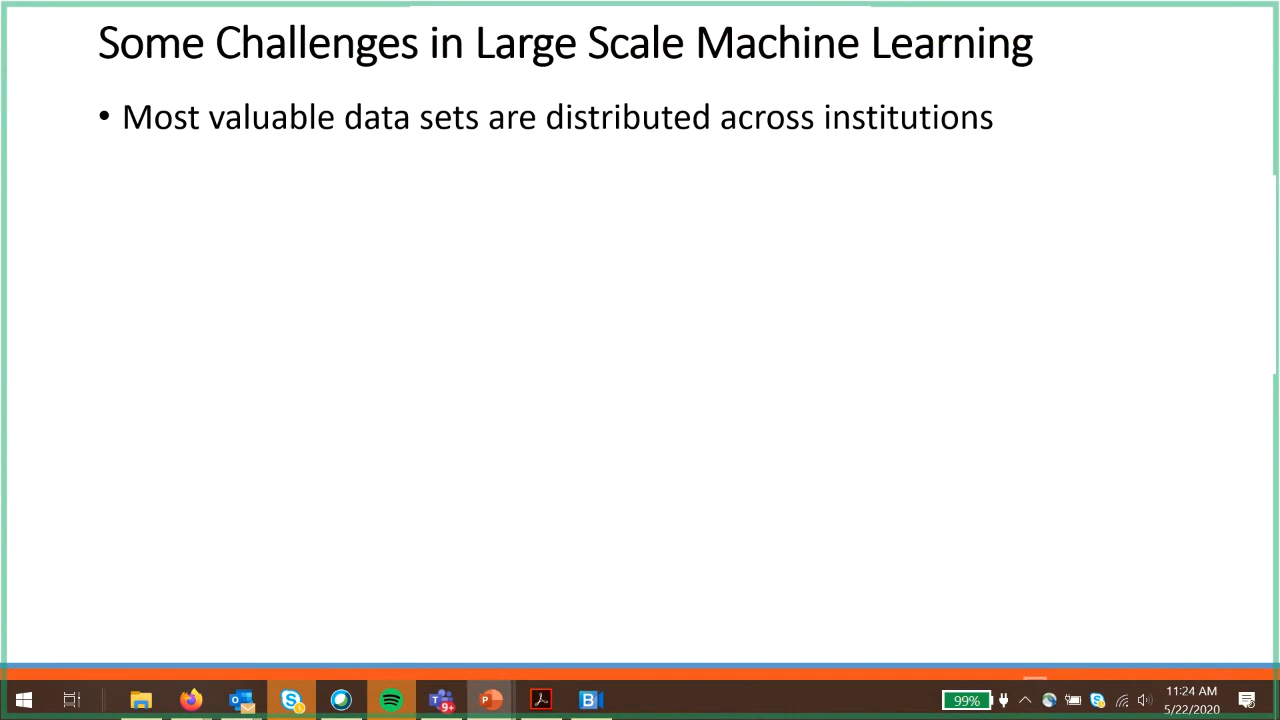 Some Challenges in Large Scale Machine Learning
• Most valuable data sets are distributed across institutions
9+
99%
11:24 AM
5/22/2020